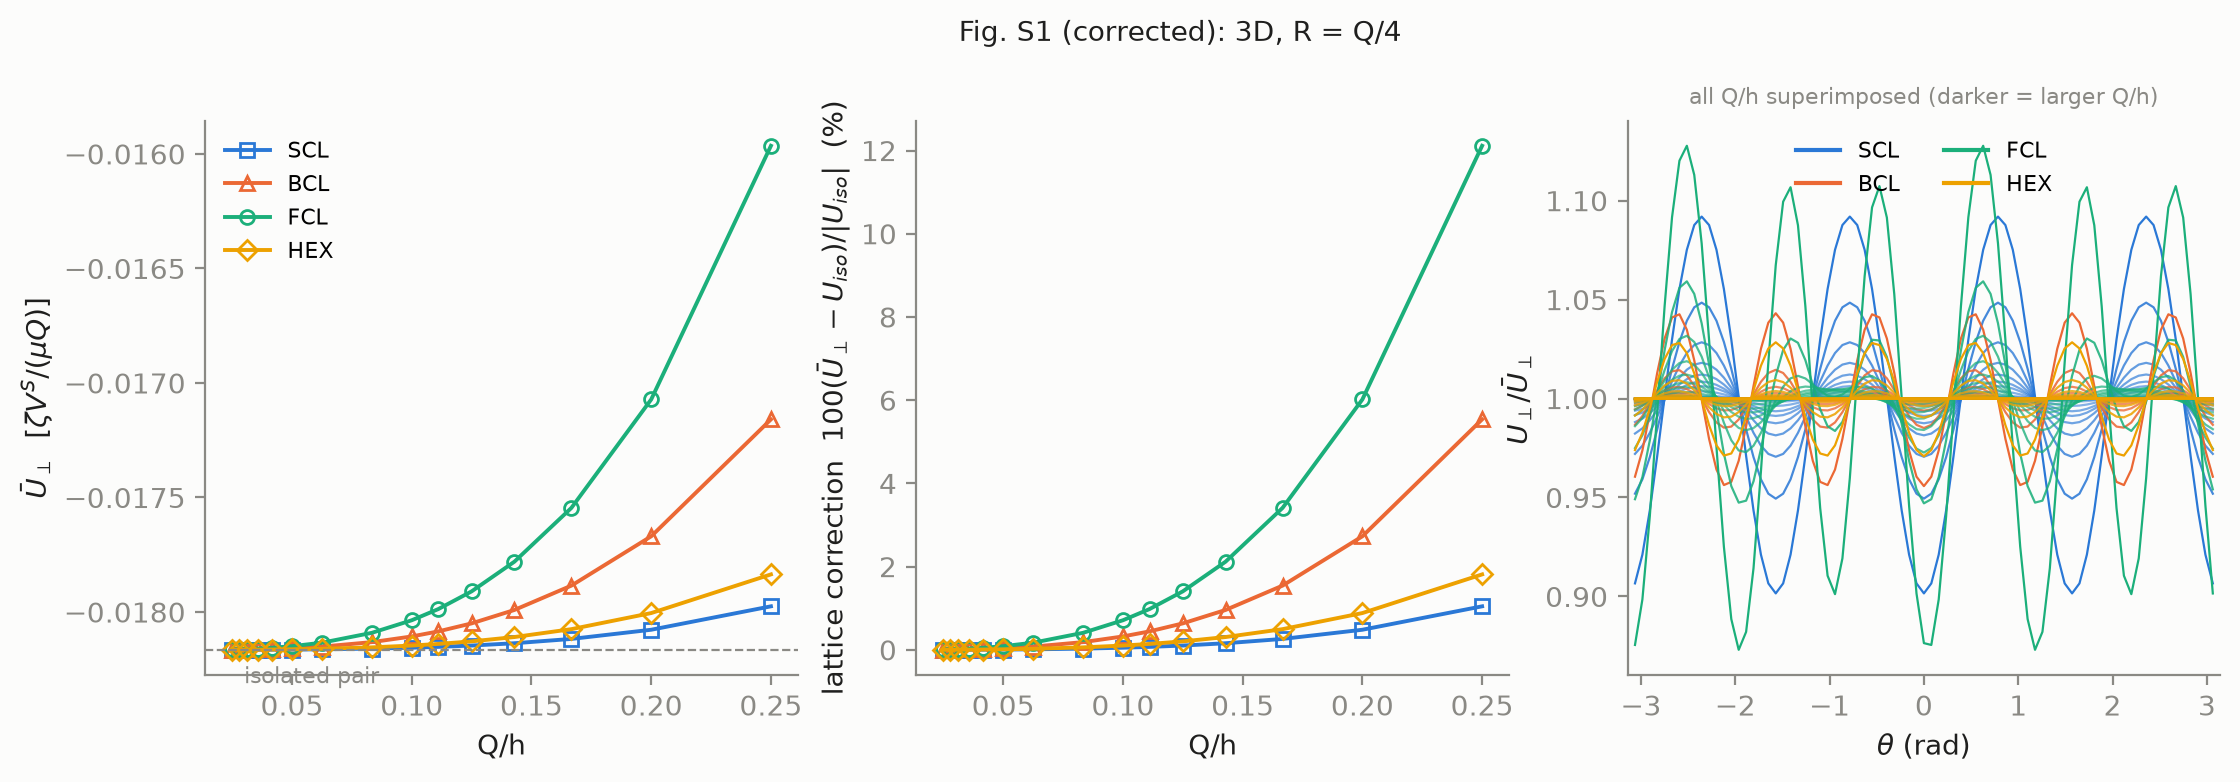 Fig. S1 (corrected): 3D, R = Q/4
Ū⊥ [ζVˢ/(μQ)]
−0.0160
−0.0165
−0.0170
−0.0175
−0.0180
SCL
BCL
FCL
HEX
isolated pair
0.05 0.10 0.15 0.20 0.25
Q/h
lattice correction 100(Ū⊥ − Uiso)/|Uiso| (%)
12
10
8
6
4
2
0
0.05 0.10 0.15 0.20 0.25
Q/h
all Q/h superimposed (darker = larger Q/h)
U⊥/Ū⊥
1.10
1.05
1.00
0.95
0.90
SCL FCL
BCL HEX
−3 −2 −1 0 1 2 3
θ (rad)